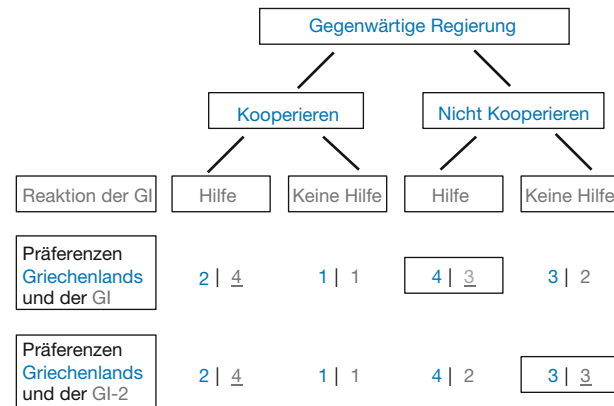 Gegenwärtige Regierung
Kooperieren Nicht Kooperieren
Reaktion der GI Hilfe Keine Hilfe Hilfe Keine Hilfe
Präferenzen
Griechenlands 2 | 4 1 | 1 4 | 3 3 | 2
und der GI
Präferenzen
Griechenlands 2 | 4 1 | 1 4 | 2 3 | 3
und der GI-2